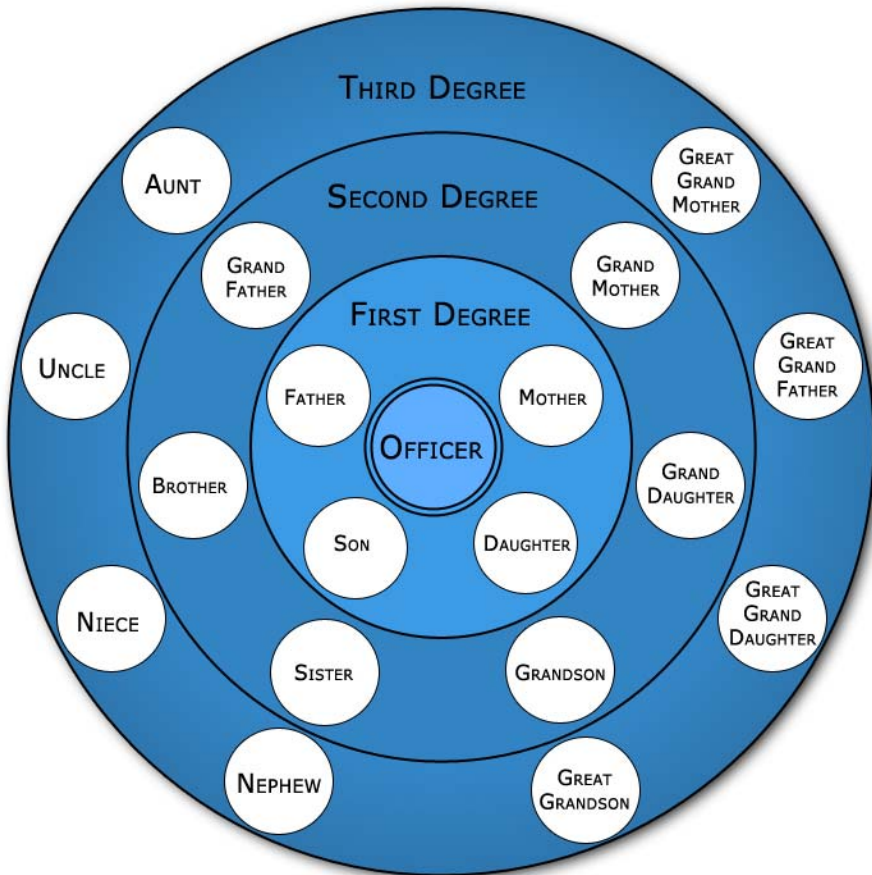 THIRD DEGREE
AUNT
GREAT
GRAND
MOTHER
SECOND DEGREE
GRAND
FATHER
GRAND
MOTHER
FIRST DEGREE
UNCLE
GREAT
GRAND
FATHER
FATHER
MOTHER
OFFICER
BROTHER
GRAND
DAUGHTER
SON
DAUGHTER
NIECE
GREAT
GRAND
DAUGHTER
SISTER
GRANDSON
NEPHEW
GREAT
GRANDSON